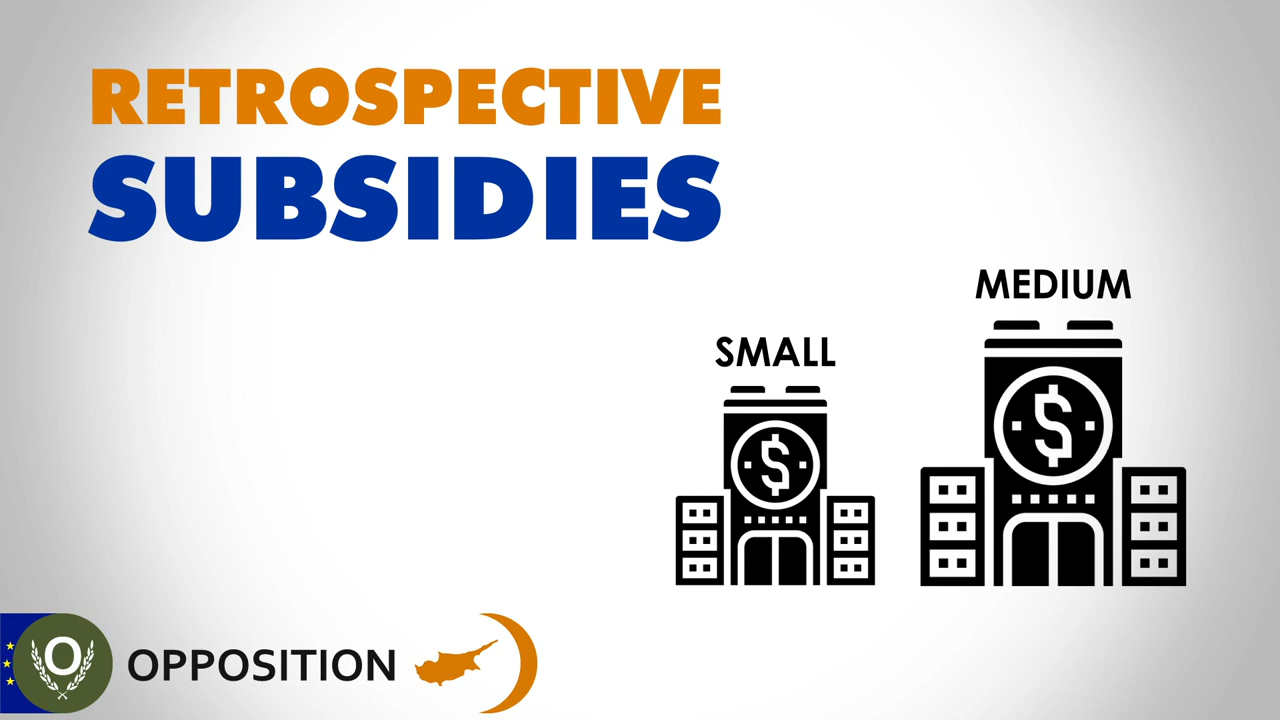 RETROSPECTIVE
SUBSIDIES
MEDIUM
SMALL
$
$
O
OPPOSITION